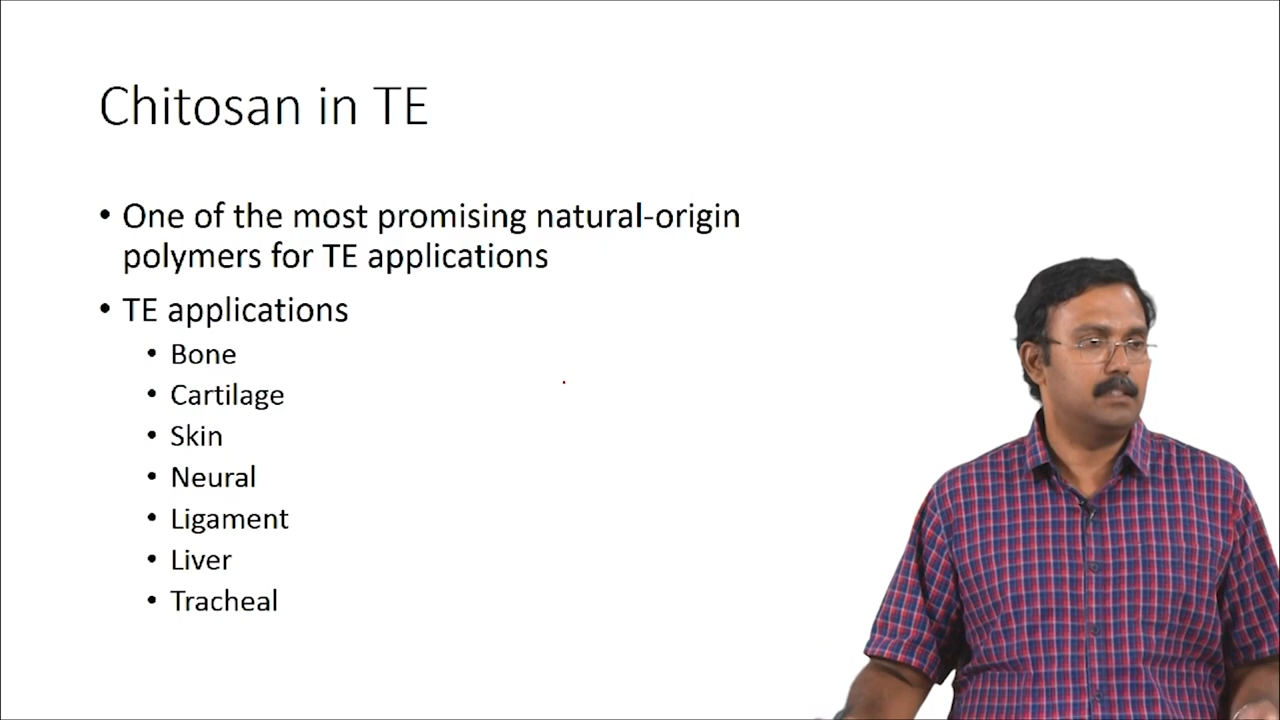 Chitosan in TE
• One of the most promising natural-origin
polymers for TE applications
• TE applications
• Bone
• Cartilage
• Skin
• Neural
• Ligament
• Liver
• Tracheal